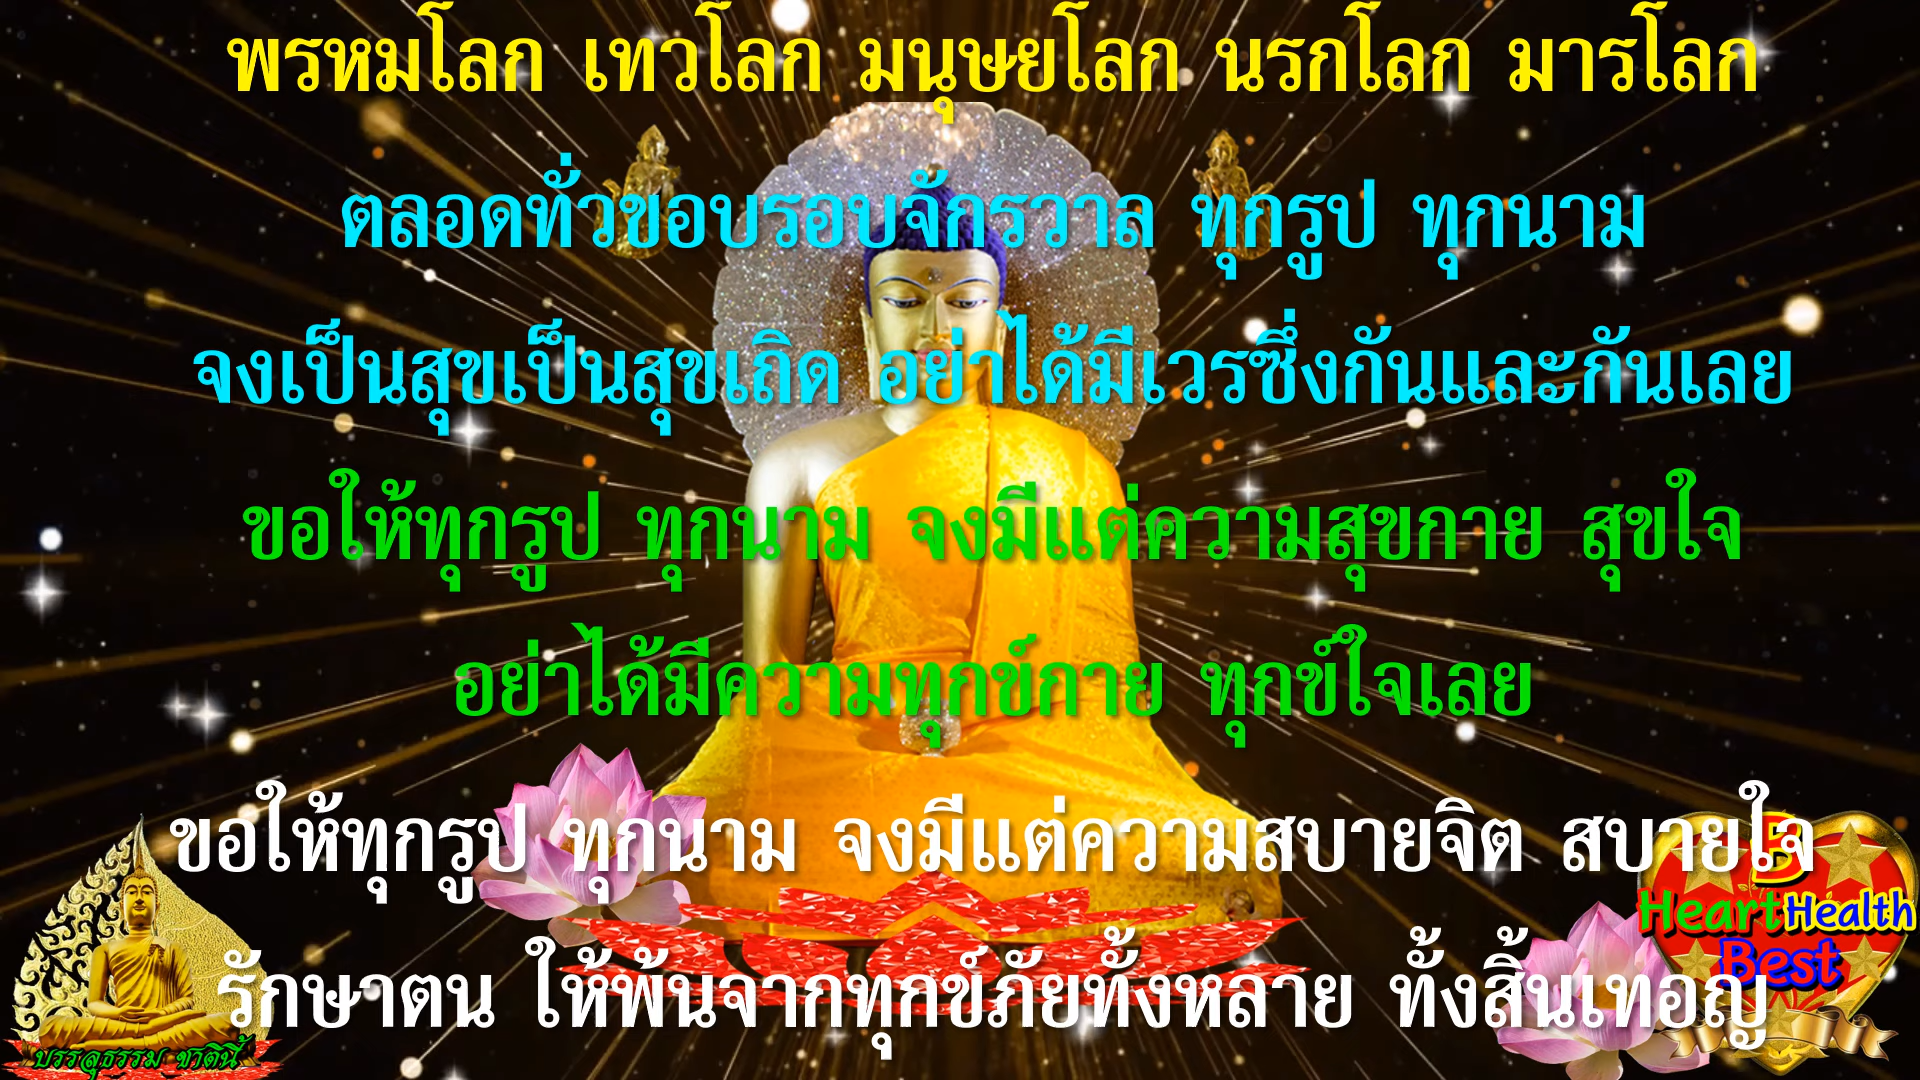 พรหมโลก เทวโลก มนุษยโลก นรกโลก มารโลก
ตลอดทั่วขอบรอบจักรวาล ทุกรูป ทุกนาม
จงเป็นสุขเป็นสุขเถิด อย่าได้มีเวรซึ่งกันและกันเลย
ขอให้ทุกรูป ทุกนาม จงมีแต่ความสุขกาย สุขใจ
อย่าได้มีความทุกข์กาย ทุกข์ใจเลย
ขอให้ทุกรูป ทุกนาม จงมีแต่ความสบายจิต สบายใจ
รักษาตน ให้พ้นจากทุกข์ภัยทั้งหลาย ทั้งสิ้นเทอญ
บรรลุธรรม ชาตินี้
B
Heart Health
Best